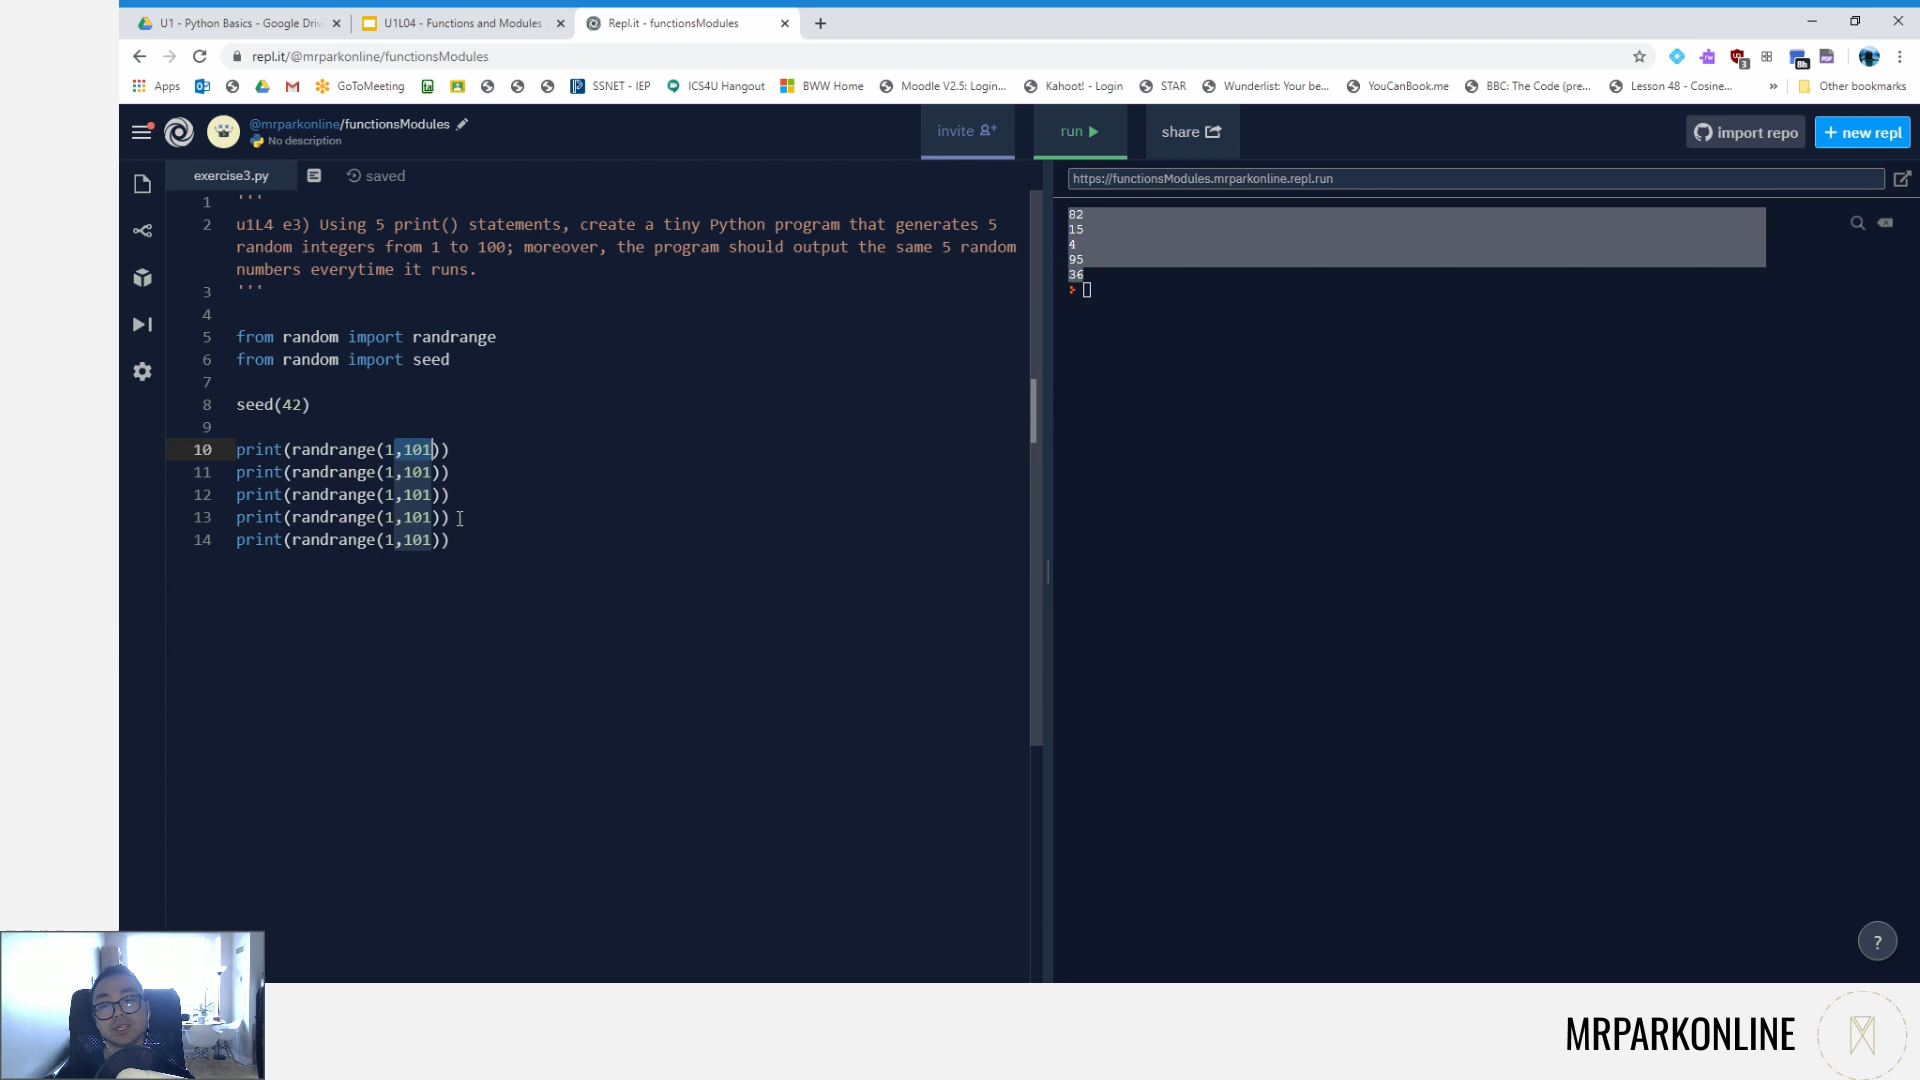 U1 - Python Basics - Google Driv
U1L04 - Functions and Modules
Repl.it - functionsModules
repl.it/@mrparkonline/functionsModules
Apps
GoToMeeting
SSNET - IEP
ICS4U Hangout
BWW Home
Moodle V2.5: Login...
Kahoot! - Login
STAR
Wunderlist: Your be...
YouCanBook.me
BBC: The Code (pre...
Lesson 48 - Cosine...
»
Other bookmarks
@mrparkonline/functionsModules
No description
invite
run
share
import repo
+ new repl
exercise3.py
saved
https://functionsModules.mrparkonline.repl.run
1 '''
2 u1L4 e3) Using 5 print() statements, create a tiny Python program that generates 5
random integers from 1 to 100; moreover, the program should output the same 5 random
numbers everytime it runs.
3 '''
4
5 from random import randrange
6 from random import seed
7
8 seed(42)
9
10 print(randrange(1,101))
11 print(randrange(1,101))
12 print(randrange(1,101))
13 print(randrange(1,101))
14 print(randrange(1,101))
82
15
4
95
36
?
MRPARKONLINE